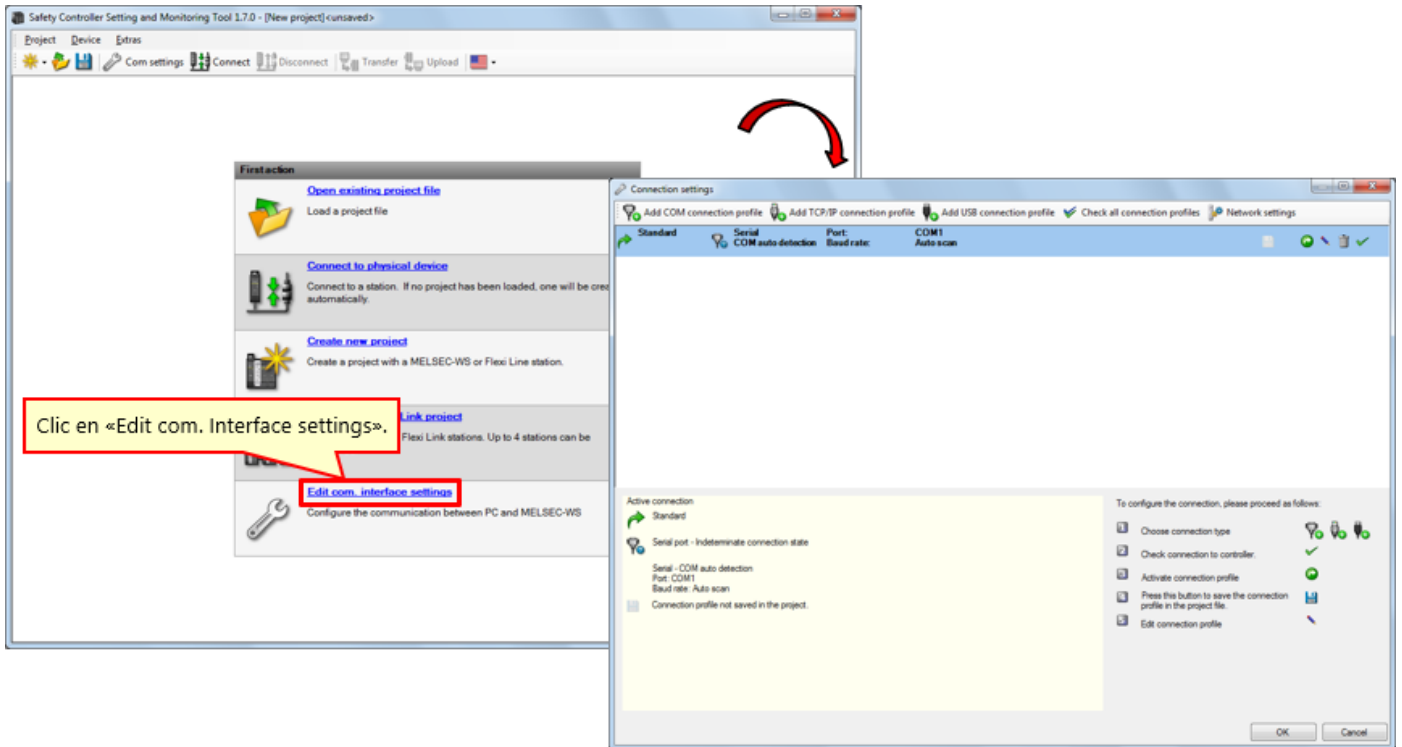 Safety Controller Setting and Monitoring Tool 1.7.0 - [New project] <unsaved>
Project Device Extras
Com settings Connect Disconnect Transfer Upload
First action
Open existing project file
Load a project file
Connect to physical device
Connect to a station. If no project has been loaded, one will be crea
automatically.
Create new project
Create a project with a MELSEC-WS or Flexi Line station.
Link project
Flexi Link stations. Up to 4 stations can be
Clic en «Edit com. Interface settings».
Edit com. interface settings
Configure the communication between PC and MELSEC-WS
Connection settings
Add COM connection profile Add TCP/IP connection profile Add USB connection profile Check all connection profiles Network settings
Standard Serial Port: COM1
COM auto detection Baud rate: Auto scan
Active connection
Standard
Serial port - Indeterminate connection state
Serial - COM auto detection
Port: COM1
Baud rate: Auto scan
Connection profile not saved in the project.
To configure the connection, please proceed as follows:
Choose connection type
Check connection to controller.
Activate connection profile
Press this button to save the connection
profile in the project file.
Edit connection profile
OK Cancel